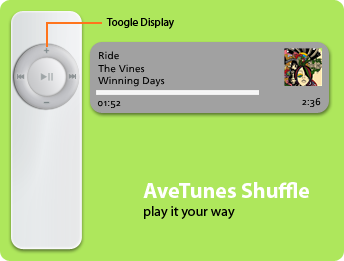 Toogle Display
Ride
The Vines
Winning Days
01:52
2:36
AveTunes Shuffle
play it your way